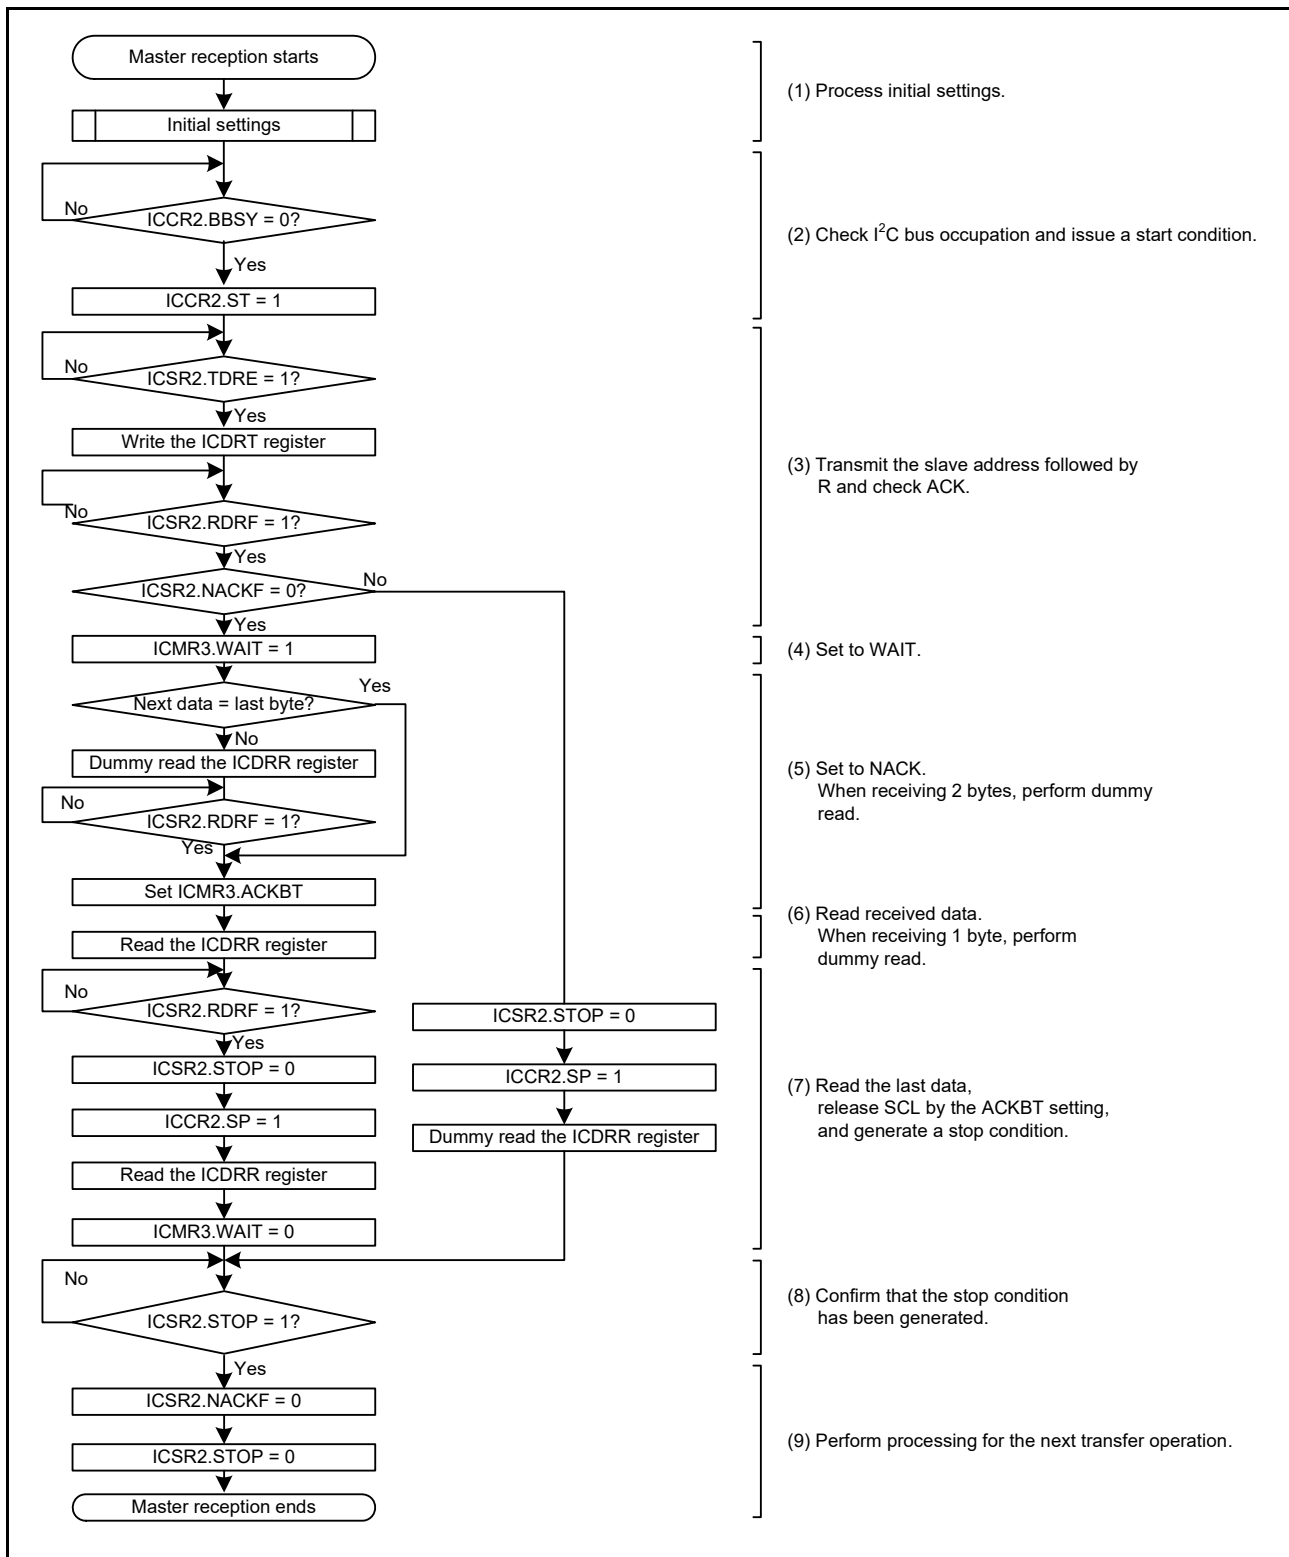 Master reception starts
Initial settings
No
ICCR2.BBSY = 0?
Yes
ICCR2.ST = 1
No
ICSR2.TDRE = 1?
Yes
Write the ICDRT register
No
ICSR2.RDRF = 1?
Yes
ICSR2.NACKF = 0?
No
Yes
ICMR3.WAIT = 1
Yes
Next data = last byte?
No
Dummy read the ICDRR register
No
ICSR2.RDRF = 1?
Yes
Set ICMR3.ACKBT
Read the ICDRR register
No
ICSR2.RDRF = 1?
Yes
ICSR2.STOP = 0
ICCR2.SP = 1
Read the ICDRR register
ICMR3.WAIT = 0
ICSR2.STOP = 0
ICCR2.SP = 1
Dummy read the ICDRR register
No
ICSR2.STOP = 1?
Yes
ICSR2.NACKF = 0
ICSR2.STOP = 0
Master reception ends
(1) Process initial settings.
(2) Check I²C bus occupation and issue a start condition.
(3) Transmit the slave address followed by
R and check ACK.
(4) Set to WAIT.
(5) Set to NACK.
When receiving 2 bytes, perform dummy
read.
(6) Read received data.
When receiving 1 byte, perform
dummy read.
(7) Read the last data,
release SCL by the ACKBT setting,
and generate a stop condition.
(8) Confirm that the stop condition
has been generated.
(9) Perform processing for the next transfer operation.